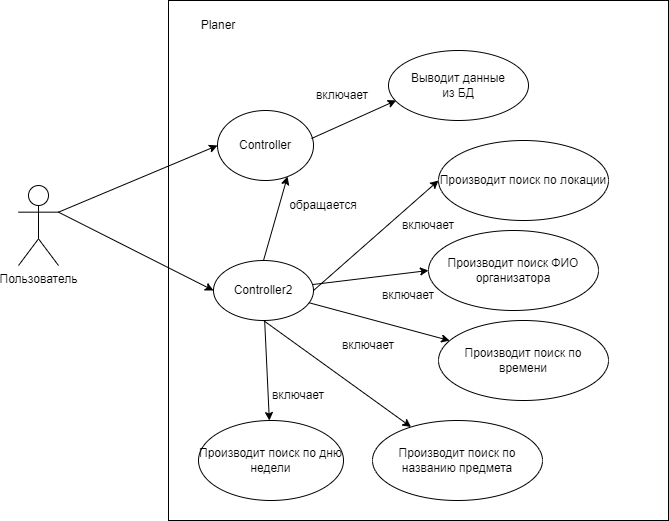 Planer
Выводит данные
из БД
включает
Controller
Производит поиск по локации
обращается
включает
Производит поиск ФИО
организатора
Пользователь
Controller2
включает
включает
Производит поиск по
времени
включает
Производит поиск по дню
недели
Производит поиск по
названию предмета